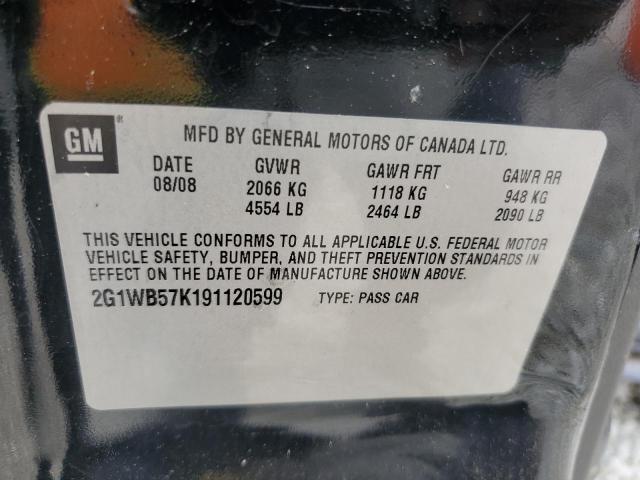 GM ®
MFD BY GENERAL MOTORS OF CANADA LTD.
DATE GVWR GAWR FRT GAWR RR
08/08 2066 KG 1118 KG 948 KG
4554 LB 2464 LB 2090 LB
THIS VEHICLE CONFORMS TO ALL APPLICABLE U.S. FEDERAL MOTOR
VEHICLE SAFETY, BUMPER, AND THEFT PREVENTION STANDARDS IN
EFFECT ON THE DATE OF MANUFACTURE SHOWN ABOVE.
2G1WB57K191120599 TYPE: PASS CAR